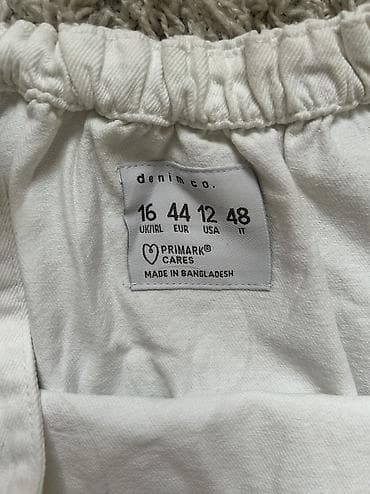 denim co.
16 44 12 48
UK/IRL EUR USA IT
PRIMARK®
CARES
MADE IN BANGLADESH